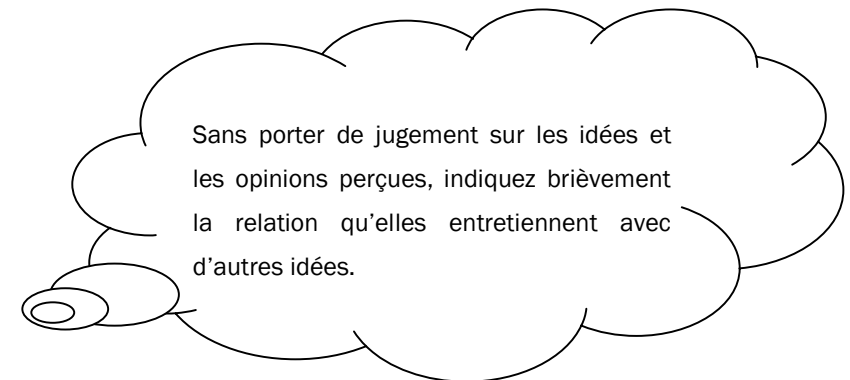 Sans porter de jugement sur les idées et
les opinions perçues, indiquez brièvement
la relation qu’elles entretiennent avec
d’autres idées.